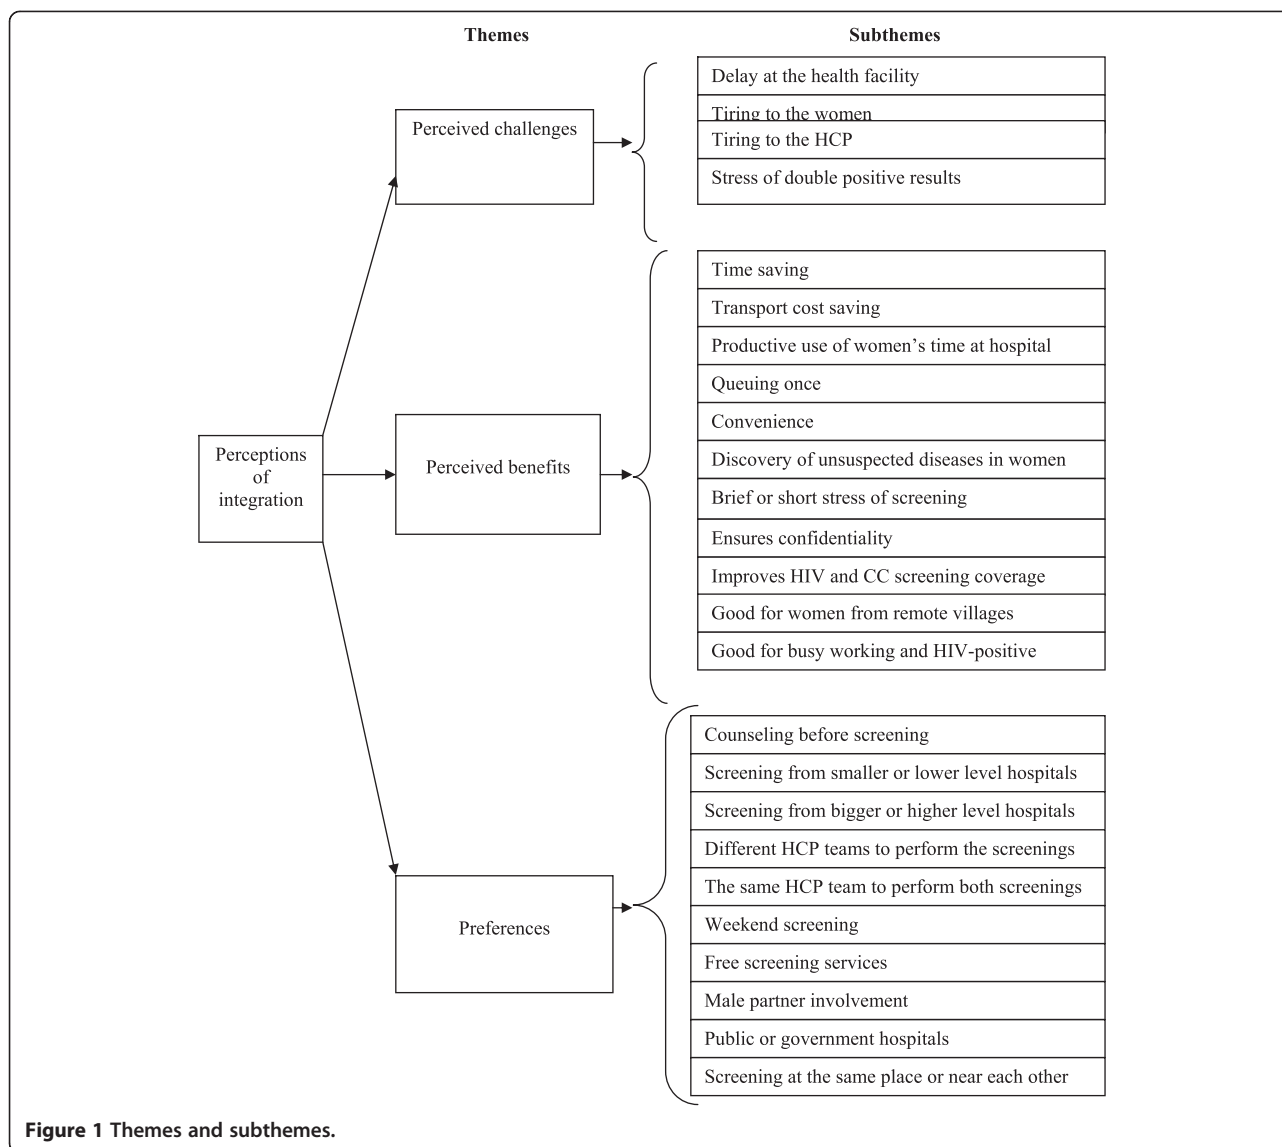 Themes
Subthemes
Perceptions
of
integration
Perceived challenges
Delay at the health facility
Tiring to the women
Tiring to the HCP
Stress of double positive results
Perceived benefits
Time saving
Transport cost saving
Productive use of women’s time at hospital
Queuing once
Convenience
Discovery of unsuspected diseases in women
Brief or short stress of screening
Ensures confidentiality
Improves HIV and CC screening coverage
Good for women from remote villages
Good for busy working and HIV-positive
Preferences
Counseling before screening
Screening from smaller or lower level hospitals
Screening from bigger or higher level hospitals
Different HCP teams to perform the screenings
The same HCP team to perform both screenings
Weekend screening
Free screening services
Male partner involvement
Public or government hospitals
Screening at the same place or near each other
Figure 1 Themes and subthemes.